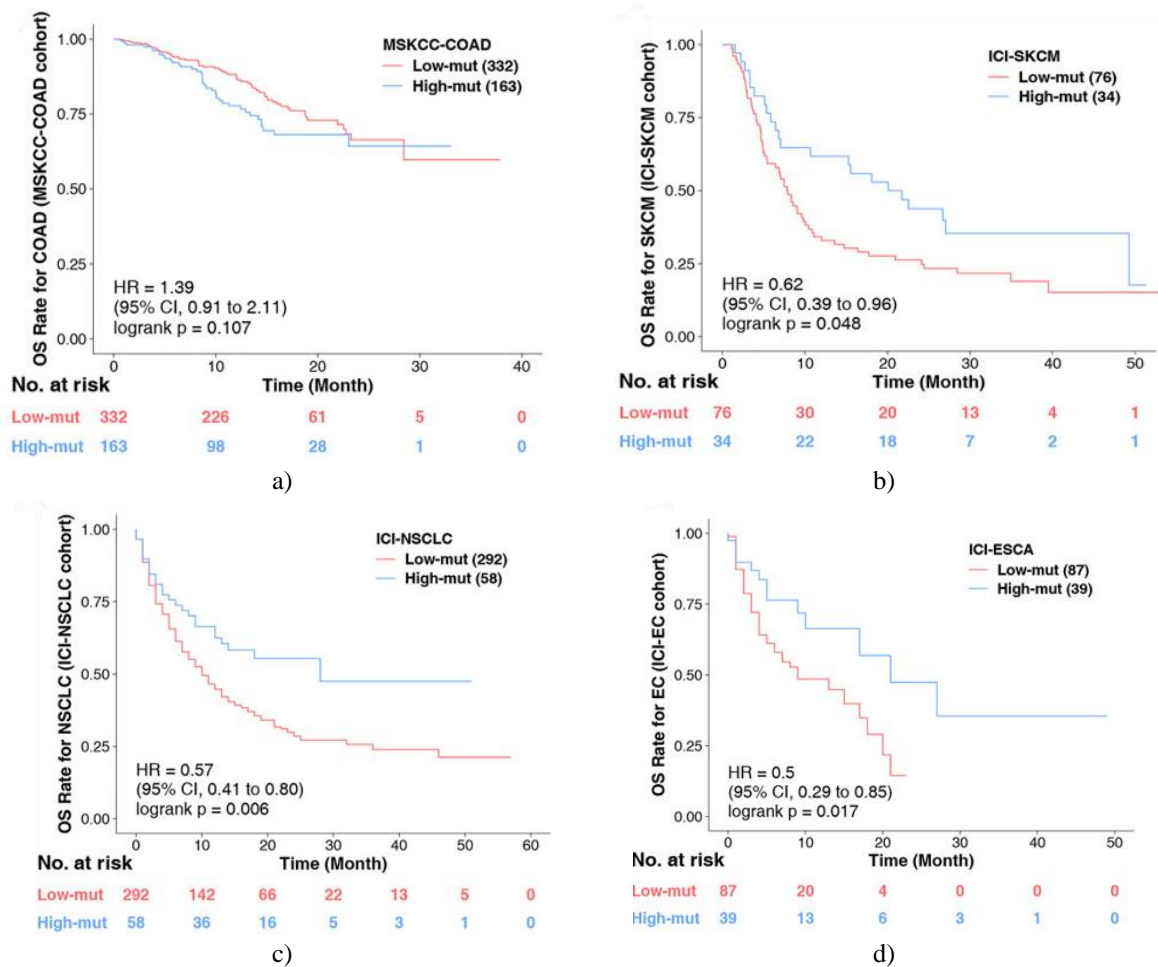 OS Rate for COAD (MSKCC-COAD cohort)
1.00
0.75
0.50
0.25
0.00
MSKCC-COAD
Low-mut (332)
High-mut (163)
HR = 1.39
(95% CI, 0.91 to 2.11)
logrank p = 0.107
0 10 20 30 40
No. at risk Time (Month)
Low-mut 332 226 61 5 0
High-mut 163 98 28 1 0
a)
OS Rate for SKCM (ICI-SKCM cohort)
1.00
0.75
0.50
0.25
0.00
ICI-SKCM
Low-mut (76)
High-mut (34)
HR = 0.62
(95% CI, 0.39 to 0.96)
logrank p = 0.048
0 10 20 30 40 50
No. at risk Time (Month)
Low-mut 76 30 20 13 4 1
High-mut 34 22 18 7 2 1
b)
OS Rate for NSCLC (ICI-NSCLC cohort)
1.00
0.75
0.50
0.25
0.00
ICI-NSCLC
Low-mut (292)
High-mut (58)
HR = 0.57
(95% CI, 0.41 to 0.80)
logrank p = 0.006
0 10 20 30 40 50 60
No. at risk Time (Month)
Low-mut 292 142 66 22 13 5 0
High-mut 58 36 16 5 3 1 0
c)
OS Rate for EC (ICI-EC cohort)
1.00
0.75
0.50
0.25
0.00
ICI-ESCA
Low-mut (87)
High-mut (39)
HR = 0.5
(95% CI, 0.29 to 0.85)
logrank p = 0.017
0 10 20 30 40 50
No. at risk Time (Month)
Low-mut 87 20 4 0 0 0
High-mut 39 13 6 3 1 0
d)